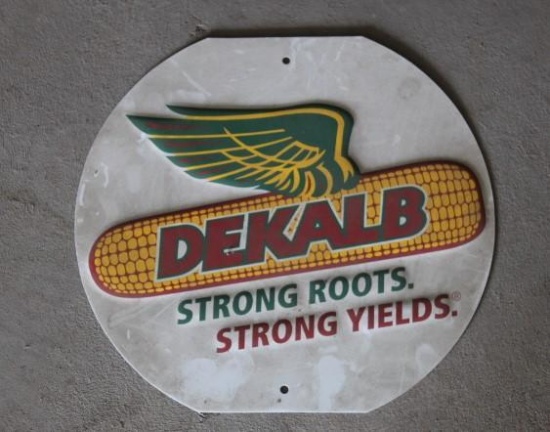 DEKALB
STRONG ROOTS.
STRONG YIELDS.®